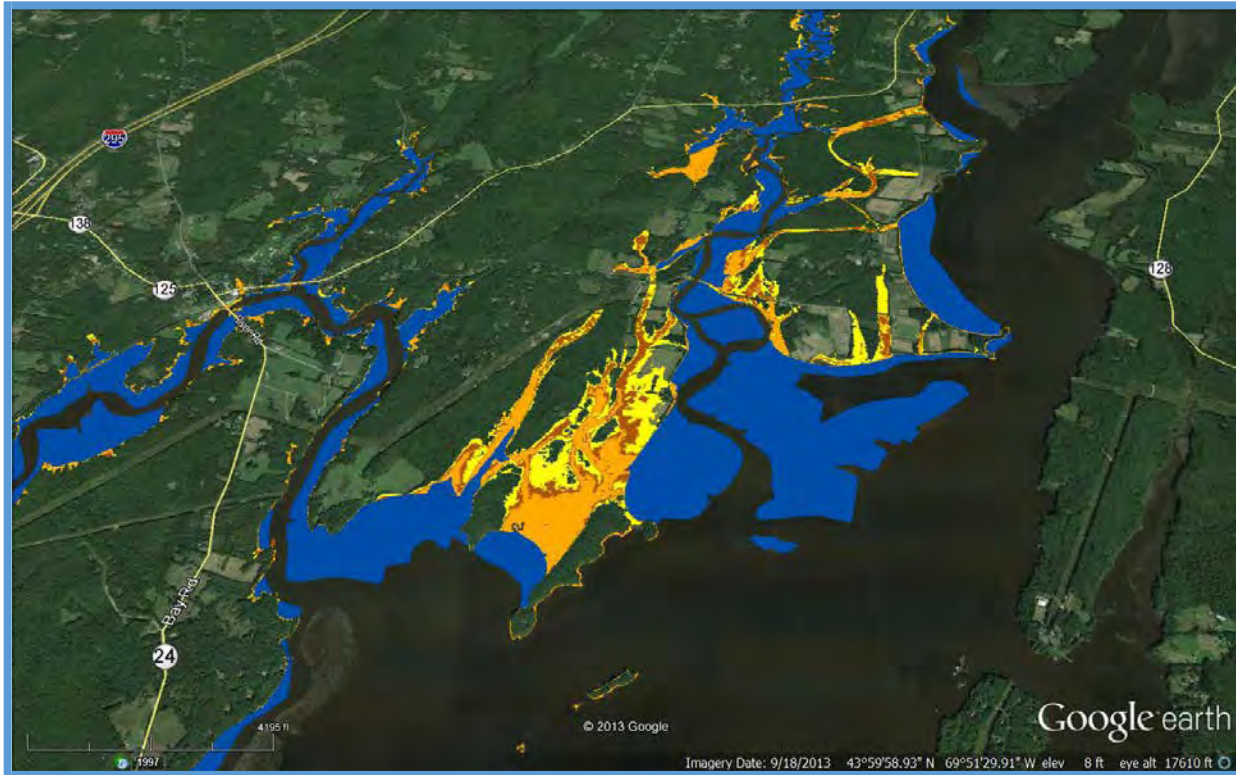 295
138
125
128
Bay Rd
24
4195 ft
© 2013 Google
Google earth
1997
Imagery Date: 9/18/2013 43°59'58.93" N 69°51'29.91" W elev 8 ft eye alt 17610 ft